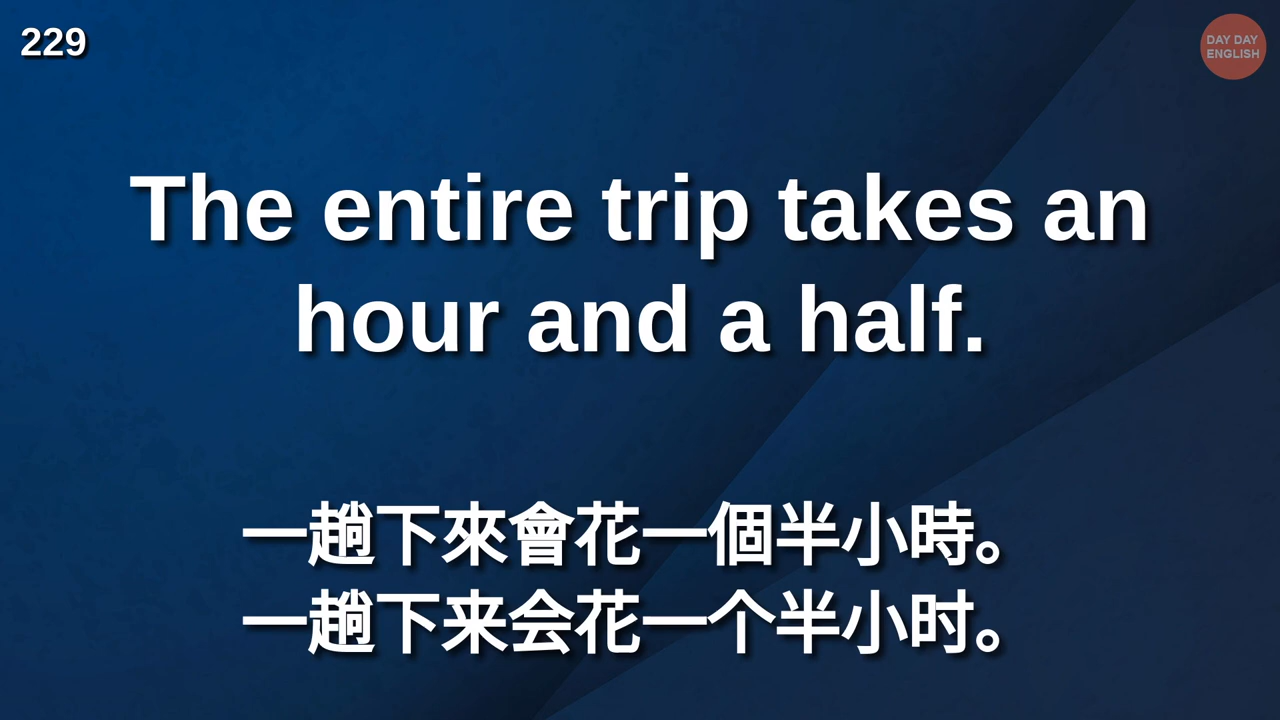 229
DAY DAY
ENGLISH
The entire trip takes an
hour and a half.
一趟下來會花一個半小時。
一趟下来会花一个半小时。